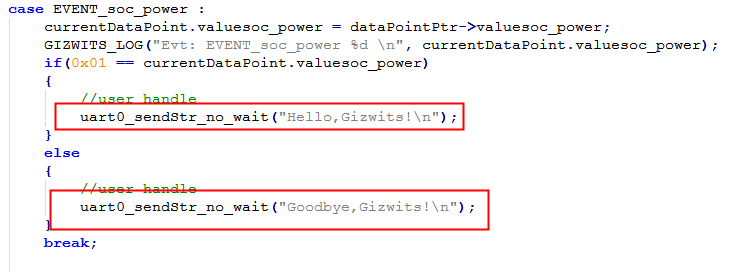 case EVENT_soc_power :
currentDataPoint.valuesoc_power = dataPointPtr->valuesoc_power;
GIZWITS_LOG("Evt: EVENT_soc_power %d \n", currentDataPoint.valuesoc_power);
if(0x01 == currentDataPoint.valuesoc_power)
{
//user handle
uart0_sendStr_no_wait("Hello,Gizwits!\n");
}
else
{
//user handle
uart0_sendStr_no_wait("Goodbye,Gizwits!\n");
}
break;